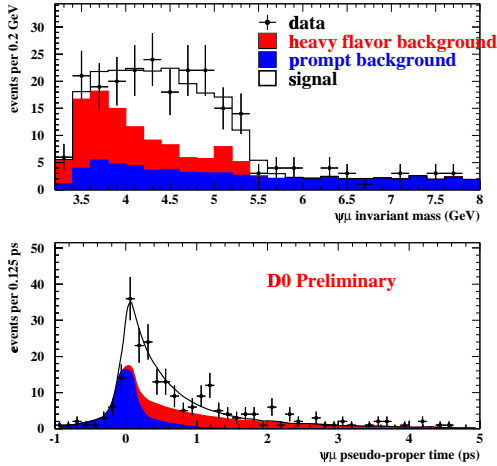 events per 0.2 GeV
30
25
20
15
10
5
0
data
heavy flavor background
prompt background
signal
3.5 4 4.5 5 5.5 6 6.5 7 7.5 8
ψμ invariant mass (GeV)
events per 0.125 ps
50
40
30
20
10
0
D0 Preliminary
-1 0 1 2 3 4 5
ψμ pseudo-proper time (ps)